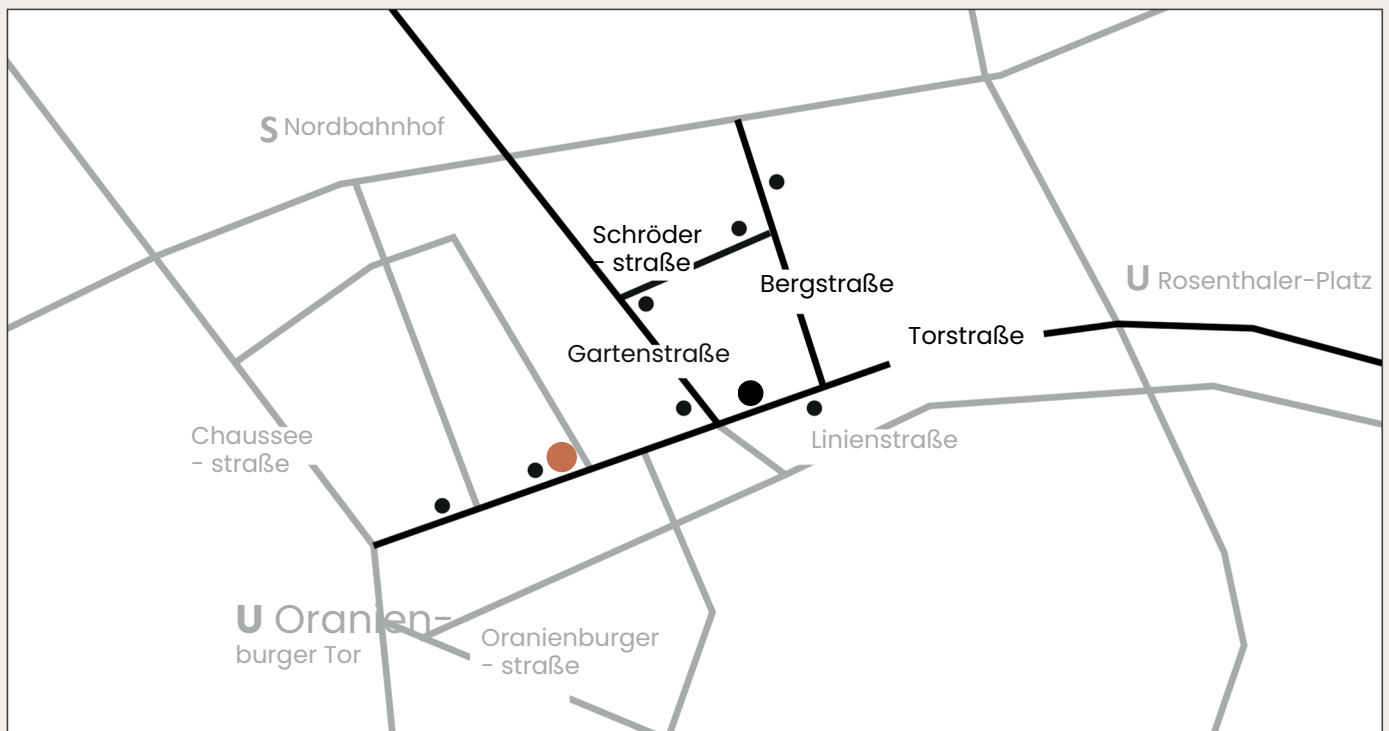 S Nordbahnhof
Schröder
- straße
Bergstraße
U Rosenthaler-Platz
Torstraße
Gartenstraße
Chaussee
- straße
Linienstraße
U Oranien-
burger Tor
Oranienburger
- straße